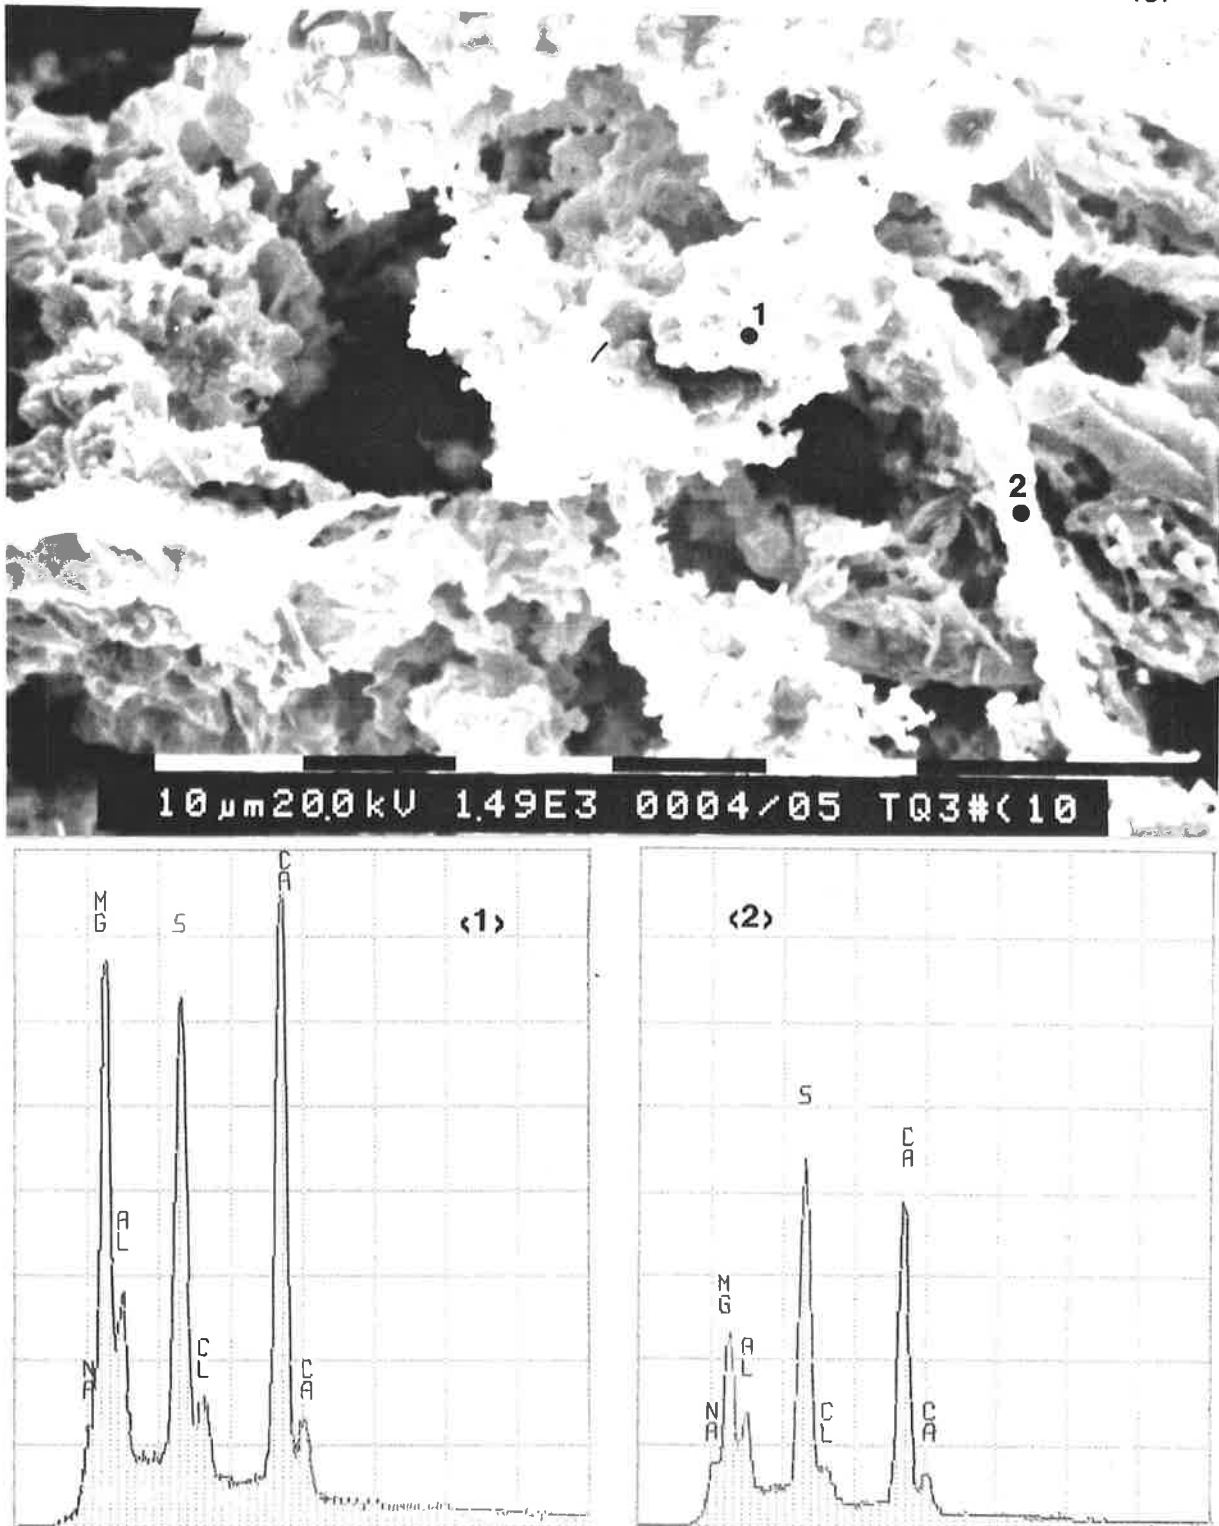 1
2
10μm20.0kV 1.49E3 0004/05 TQ3#(10
<1>
CA
MG
S
AL
CL
NA
CA
<2>
S
CA
MG
AL
NA
CL
CA